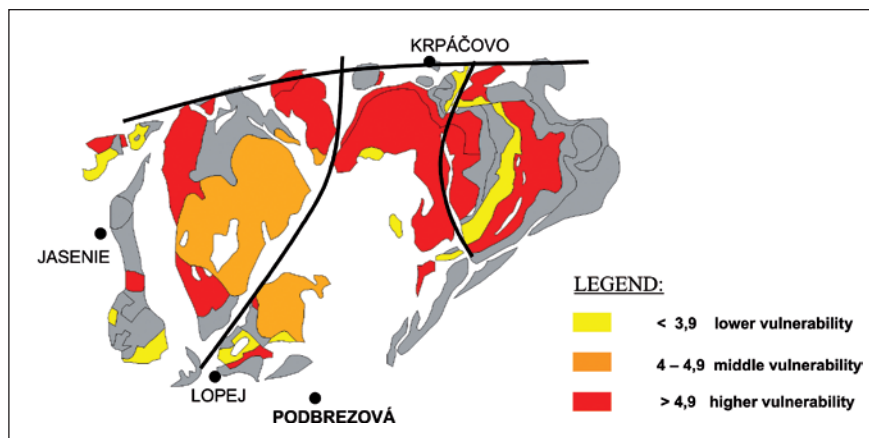 KRPÁČOVO
JASENIE
LOPEJ
PODBREZOVÁ
LEGEND:
< 3,9 lower vulnerability
4 – 4,9 middle vulnerability
> 4,9 higher vulnerability